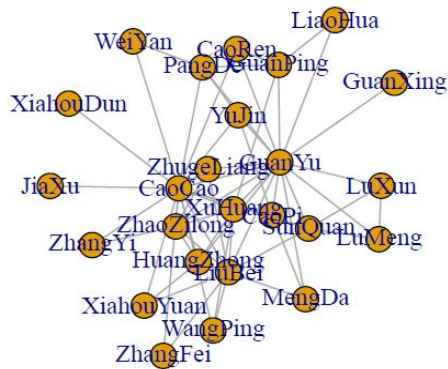 LiaoHua
WeiYan
CaoRen
PangDe
GuanPing
GuanXing
XiahouDun
YuJin
ZhugeLiang
GuanYu
JiaXu
CaoCao
LuXun
XuHuang
CaoPi
ZhaoZilong
SunQuan
ZhangYi
LuMeng
HuangZhong
LiuBei
XiahouYuan
MengDa
WangPing
ZhangFei